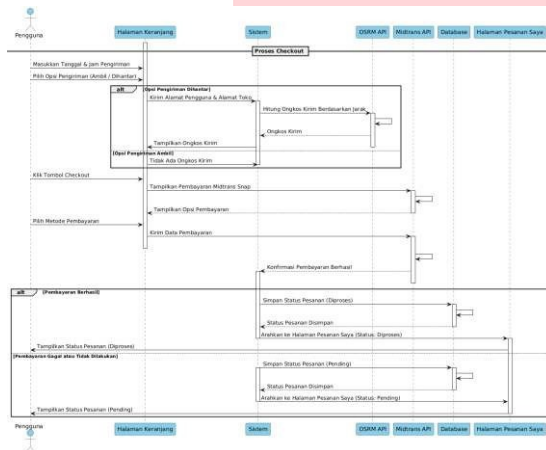 Pengguna
Halaman Keranjang
Sistem
OSRM API
Midtrans API
Database
Halaman Pesanan Saya
Proses Checkout
Masukkan Tanggal & Jam Pengiriman
Pilih Opsi Pengiriman (Ambil / Dihantar)
alt
[Opsi Pengiriman Dihantar]
Kirim Alamat Pengguna & Alamat Toko
Hitung Ongkos Kirim Berdasarkan Jarak
Ongkos Kirim
Tampilkan Ongkos Kirim
[Opsi Pengiriman Ambil]
Tidak Ada Ongkos Kirim
Klik Tombol Checkout
Tampilkan Pembayaran Midtrans Snap
Tampilkan Opsi Pembayaran
Pilih Metode Pembayaran
Kirim Data Pembayaran
Konfirmasi Pembayaran Berhasil
alt
[Pembayaran Berhasil]
Simpan Status Pesanan (Diproses)
Status Pesanan Disimpan
Arahkan ke Halaman Pesanan Saya (Status: Diproses)
Tampilkan Status Pesanan (Diproses)
[Pembayaran Gagal atau Tidak Dilakukan]
Simpan Status Pesanan (Pending)
Status Pesanan Disimpan
Arahkan ke Halaman Pesanan Saya (Status: Pending)
Tampilkan Status Pesanan (Pending)
Pengguna
Halaman Keranjang
Sistem
OSRM API
Midtrans API
Database
Halaman Pesanan Saya